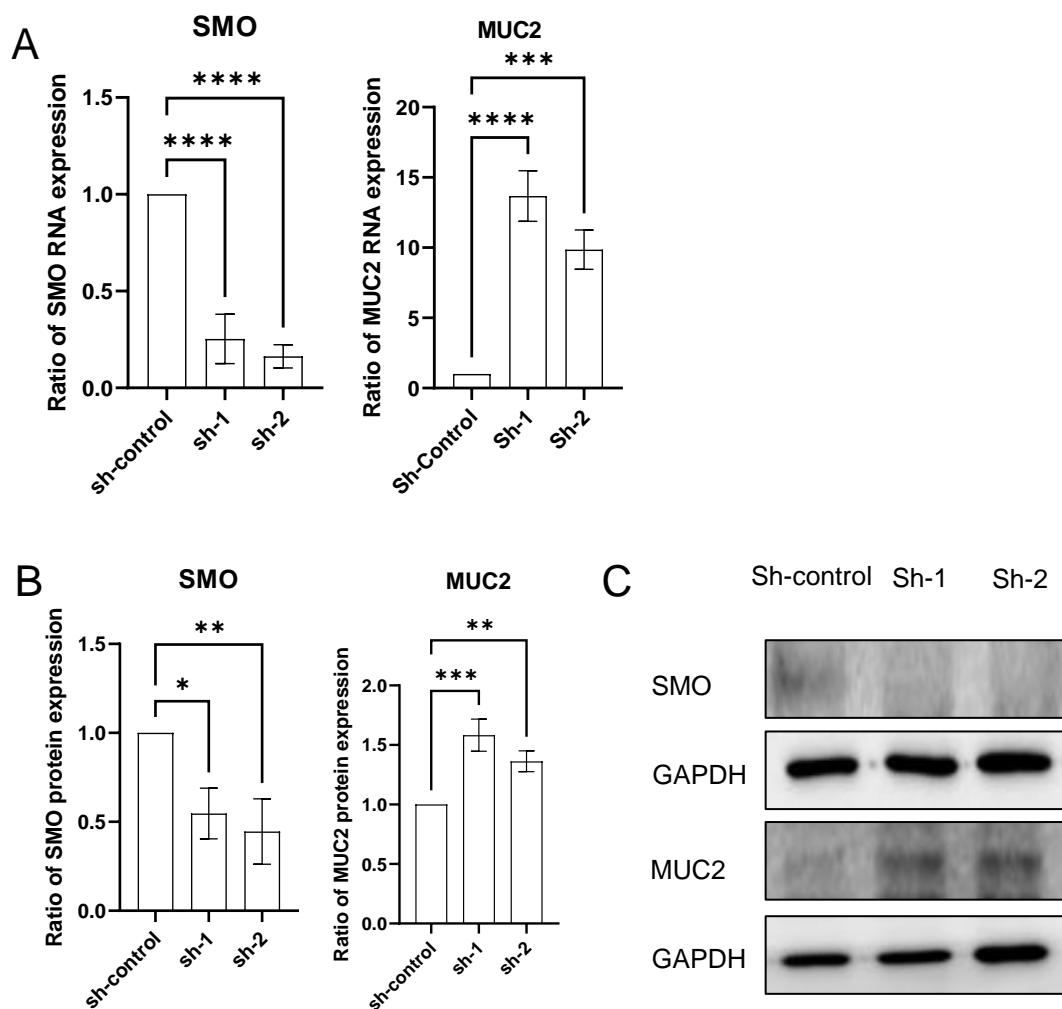 A
SMO
****
****
1.5
1.0
0.5
0.0
Ratio of SMO RNA expression
sh-control
sh-1
sh-2
MUC2
***
****
20
15
10
5
0
Ratio of MUC2 RNA expression
Sh-Control
Sh-1
Sh-2
B
SMO
**
*
1.5
1.0
0.5
0.0
Ratio of SMO protein expression
sh-control
sh-1
sh-2
MUC2
**
***
2.0
1.5
1.0
0.5
0.0
Ratio of MUC2 protein expression
sh-control
sh-1
sh-2
C
Sh-control Sh-1 Sh-2
SMO
GAPDH
MUC2
GAPDH